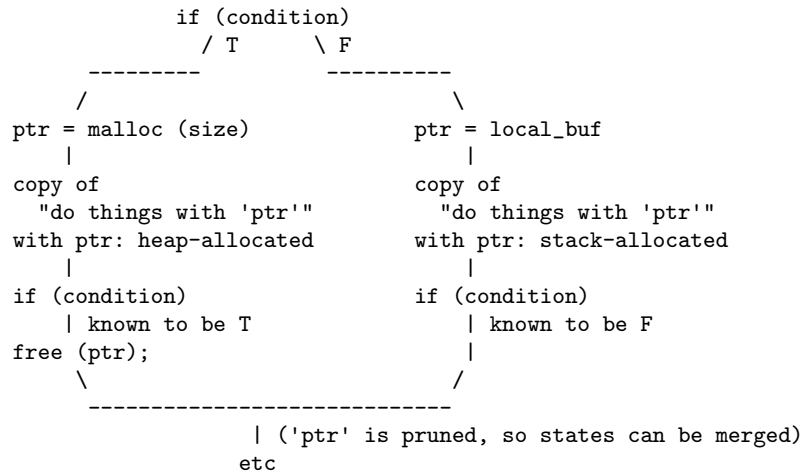 if (condition)
                / T      \ F
       ---------          ----------
      /                             \
ptr = malloc (size)             ptr = local_buf
    |                               |
copy of                         copy of
  "do things with 'ptr'"          "do things with 'ptr'"
with ptr: heap-allocated        with ptr: stack-allocated
    |                               |
if (condition)                  if (condition)
    | known to be T                 | known to be F
free (ptr);                         |
     \                             /
      -----------------------------
                   | ('ptr' is pruned, so states can be merged)
                  etc